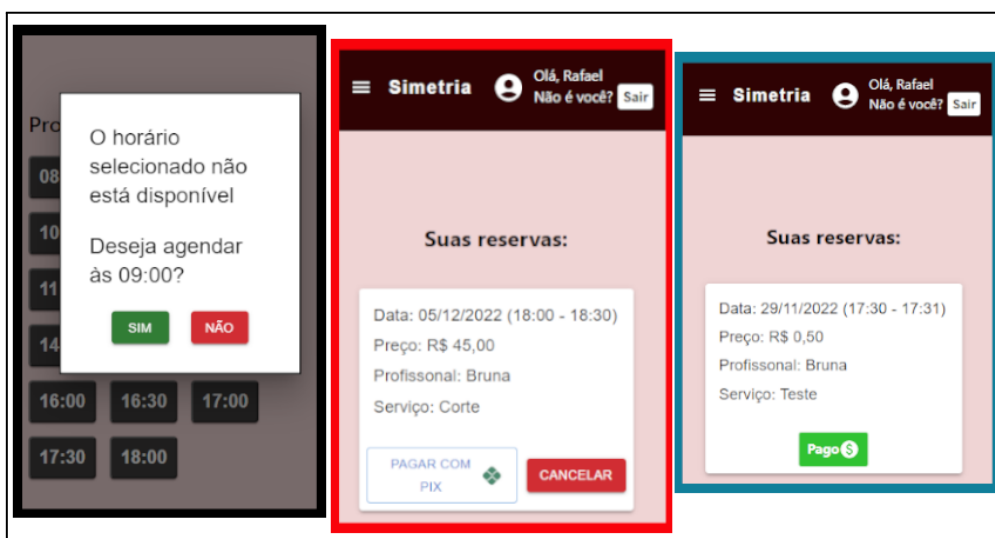 Pro
O horário
selecionado não
está disponível
Deseja agendar
às 09:00?
SIM
NÃO
08
10
11
14
16:00 16:30 17:00
17:30 18:00
Simetria
Olá, Rafael
Não é você? Sair
Suas reservas:
Data: 05/12/2022 (18:00 - 18:30)
Preço: R$ 45,00
Profissonal: Bruna
Serviço: Corte
PAGAR COM
PIX
CANCELAR
Simetria
Olá, Rafael
Não é você? Sair
Suas reservas:
Data: 29/11/2022 (17:30 - 17:31)
Preço: R$ 0,50
Profissonal: Bruna
Serviço: Teste
Pago $